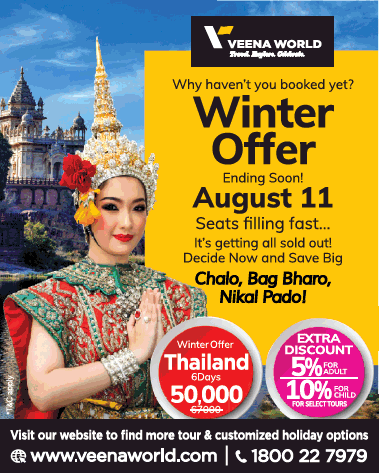 VEENA WORLD
Travel. Explore. Celebrate.
Why haven't you booked yet?
Winter
Offer
Ending Soon!
August 11
Seats filling fast...
It's getting all sold out!
Decide Now and Save Big
Chalo, Bag Bharo,
Nikal Pado!
Winter Offer
Thailand
6Days
50,000
67000
EXTRA
DISCOUNT
5% FOR ADULT
10% FOR CHILD
FOR SELECT TOURS
*T&C apply
Visit our website to find more tour & customized holiday options
www.veenaworld.com | 1800 22 7979